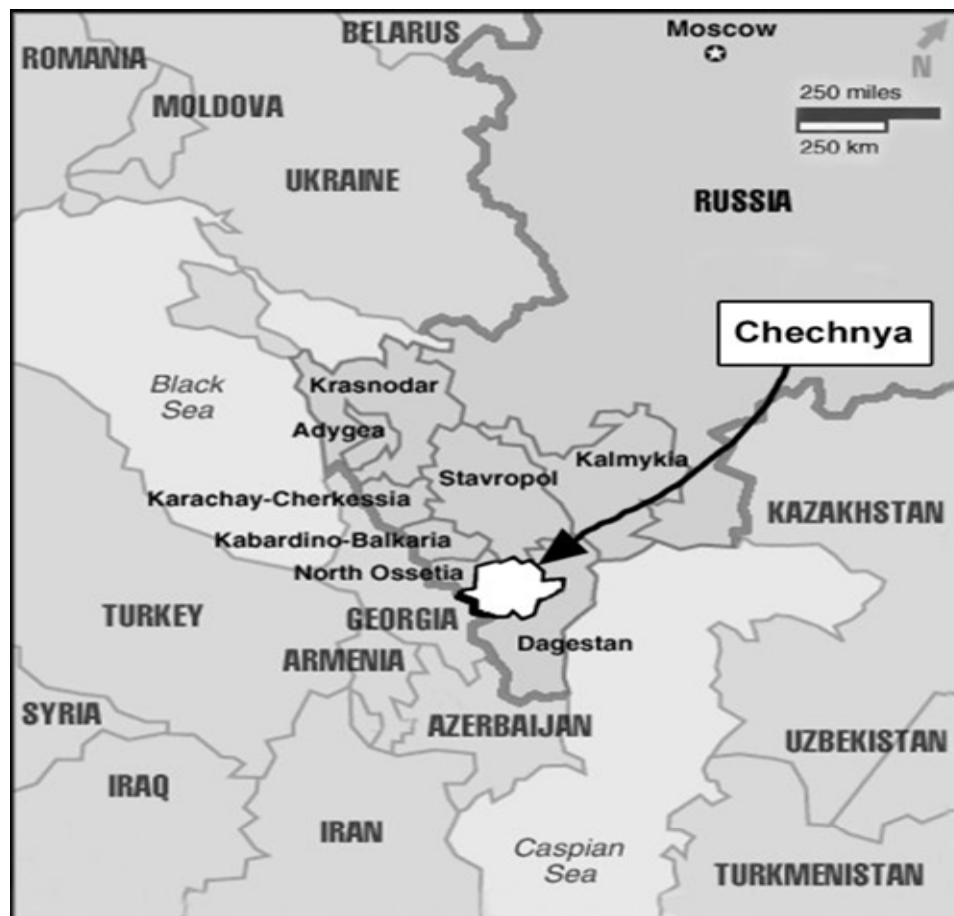 BELARUS
Moscow
ROMANIA
N
MOLDOVA
250 miles
250 km
UKRAINE
RUSSIA
Chechnya
Black
Sea
Krasnodar
Adygea
Kalmykia
Stavropol
Karachay-Cherkessia
KAZAKHSTAN
Kabardino-Balkaria
North Ossetia
TURKEY
GEORGIA
Dagestan
ARMENIA
SYRIA
AZERBAIJAN
UZBEKISTAN
IRAQ
IRAN
Caspian
Sea
TURKMENISTAN